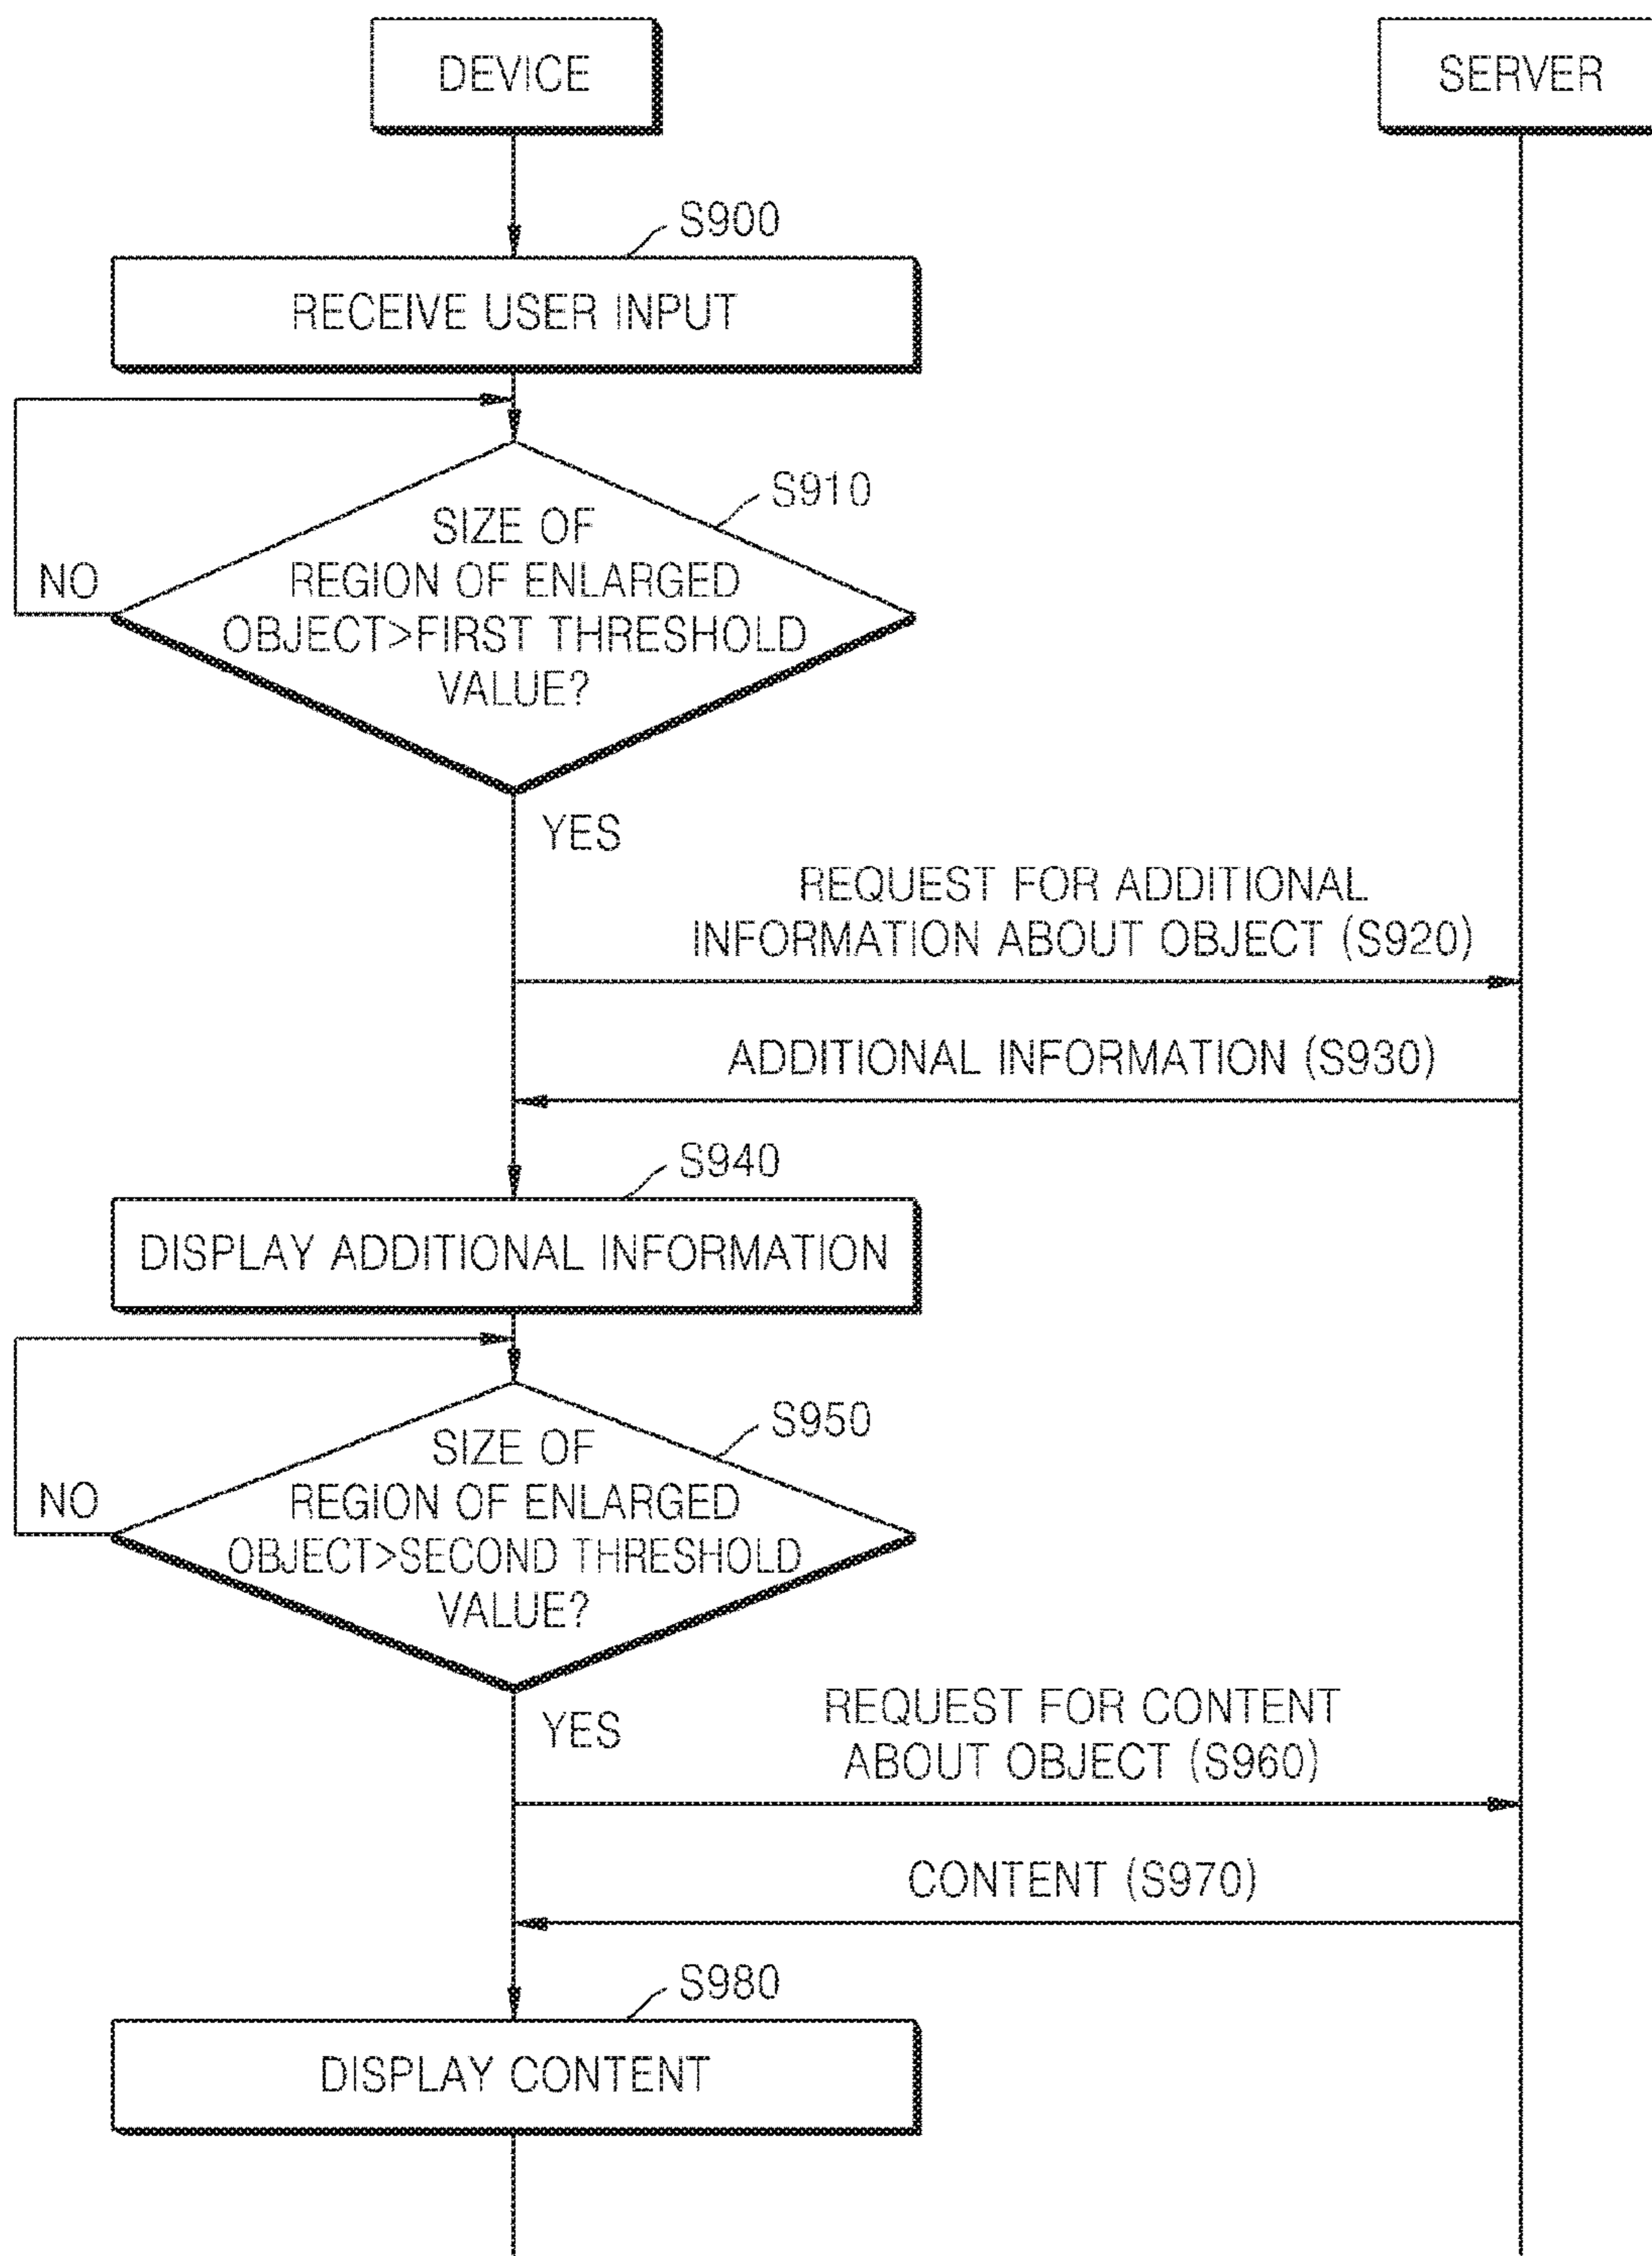 DEVICE
SERVER
S900
RECEIVE USER INPUT
S910
SIZE OF
REGION OF ENLARGED
OBJECT>FIRST THRESHOLD
VALUE?
NO
YES
REQUEST FOR ADDITIONAL
INFORMATION ABOUT OBJECT (S920)
ADDITIONAL INFORMATION (S930)
S940
DISPLAY ADDITIONAL INFORMATION
S950
SIZE OF
REGION OF ENLARGED
OBJECT>SECOND THRESHOLD
VALUE?
NO
YES
REQUEST FOR CONTENT
ABOUT OBJECT (S960)
CONTENT (S970)
S980
DISPLAY CONTENT